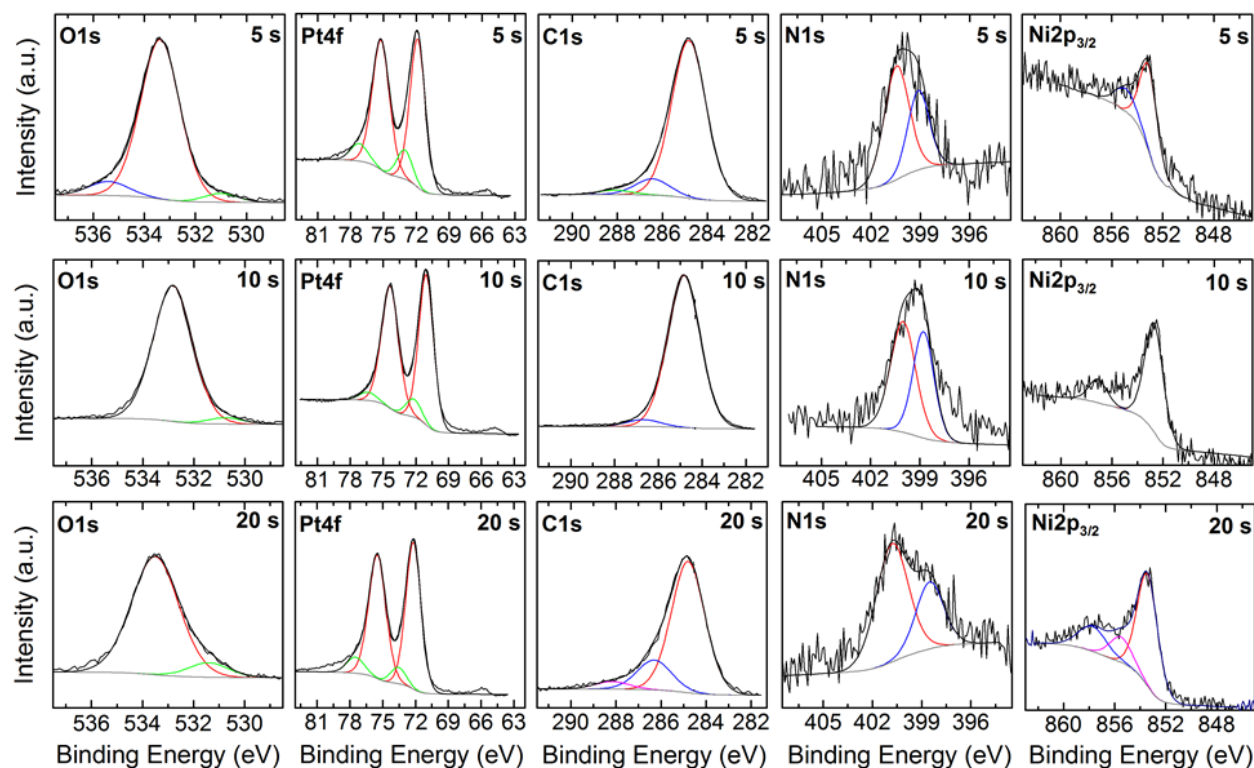 Intensity (a.u.)
O1s 5 s
536 533 530
Pt4f 5 s
81 78 75 72 69 66 63
C1s 5 s
290 288 286 284 282
N1s 5 s
405 402 399 396
Ni2p3/2 5 s
860 856 852 848
Intensity (a.u.)
O1s 10 s
536 533 530
Pt4f 10 s
81 78 75 72 69 66 63
C1s 10 s
290 288 286 284 282
N1s 10 s
405 402 399 396
Ni2p3/2 10 s
860 856 852 848
Intensity (a.u.)
O1s 20 s
536 533 530
Binding Energy (eV)
Pt4f 20 s
81 78 75 72 69 66 63
Binding Energy (eV)
C1s 20 s
290 288 286 284 282
Binding Energy (eV)
N1s 20 s
405 402 399 396
Binding Energy (eV)
Ni2p3/2 20 s
860 856 852 848
Binding Energy (eV)